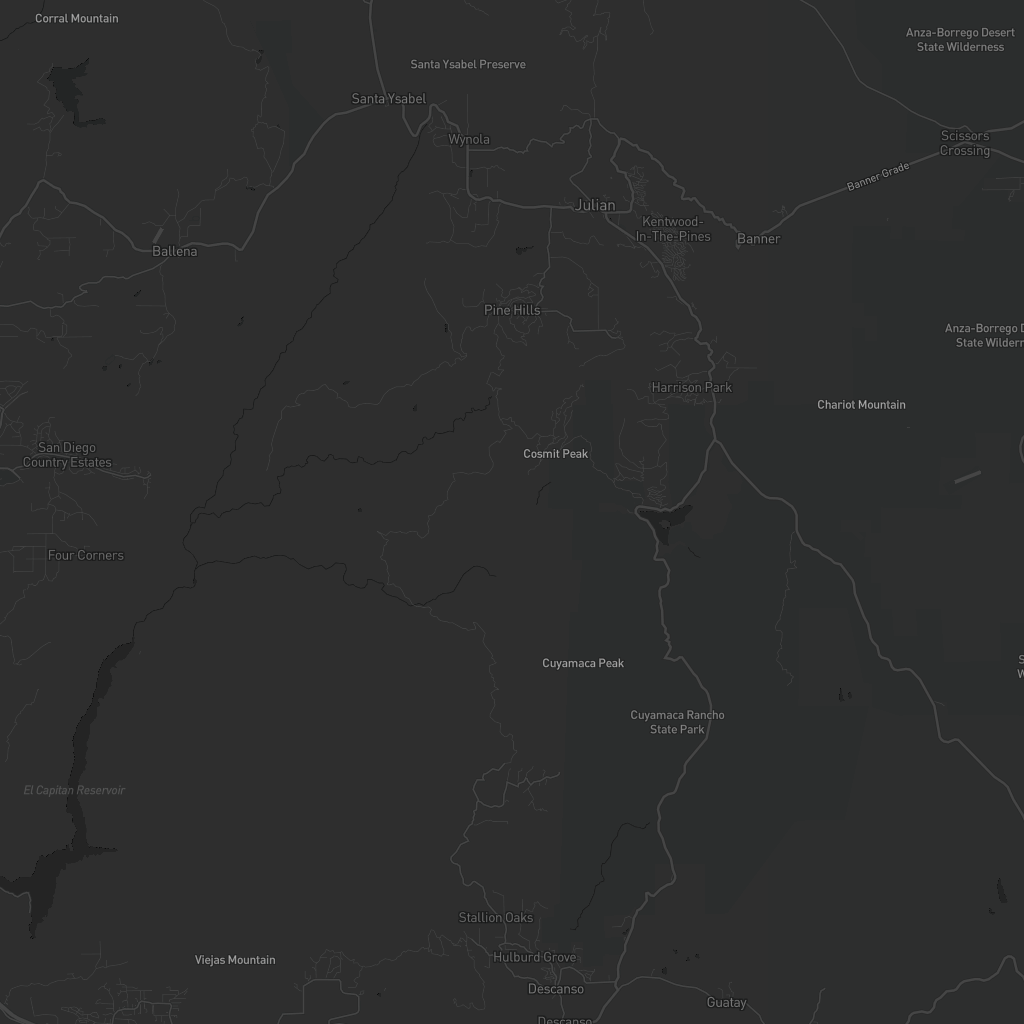 Corral Mountain
Anza-Borrego Desert
State Wilderness
Santa Ysabel Preserve
Santa Ysabel
Wynola
Scissors
Crossing
Banner Grade
Julian
Kentwood-
In-The-Pines
Banner
Ballena
Pine Hills
Anza-Borrego D
State Wildern
Harrison Park
Chariot Mountain
San Diego
Country Estates
Cosmit Peak
Four Corners
Cuyamaca Peak
S
W
Cuyamaca Rancho
State Park
El Capitan Reservoir
Stallion Oaks
Viejas Mountain
Hulburd Grove
Descanso
Guatay
Descanso